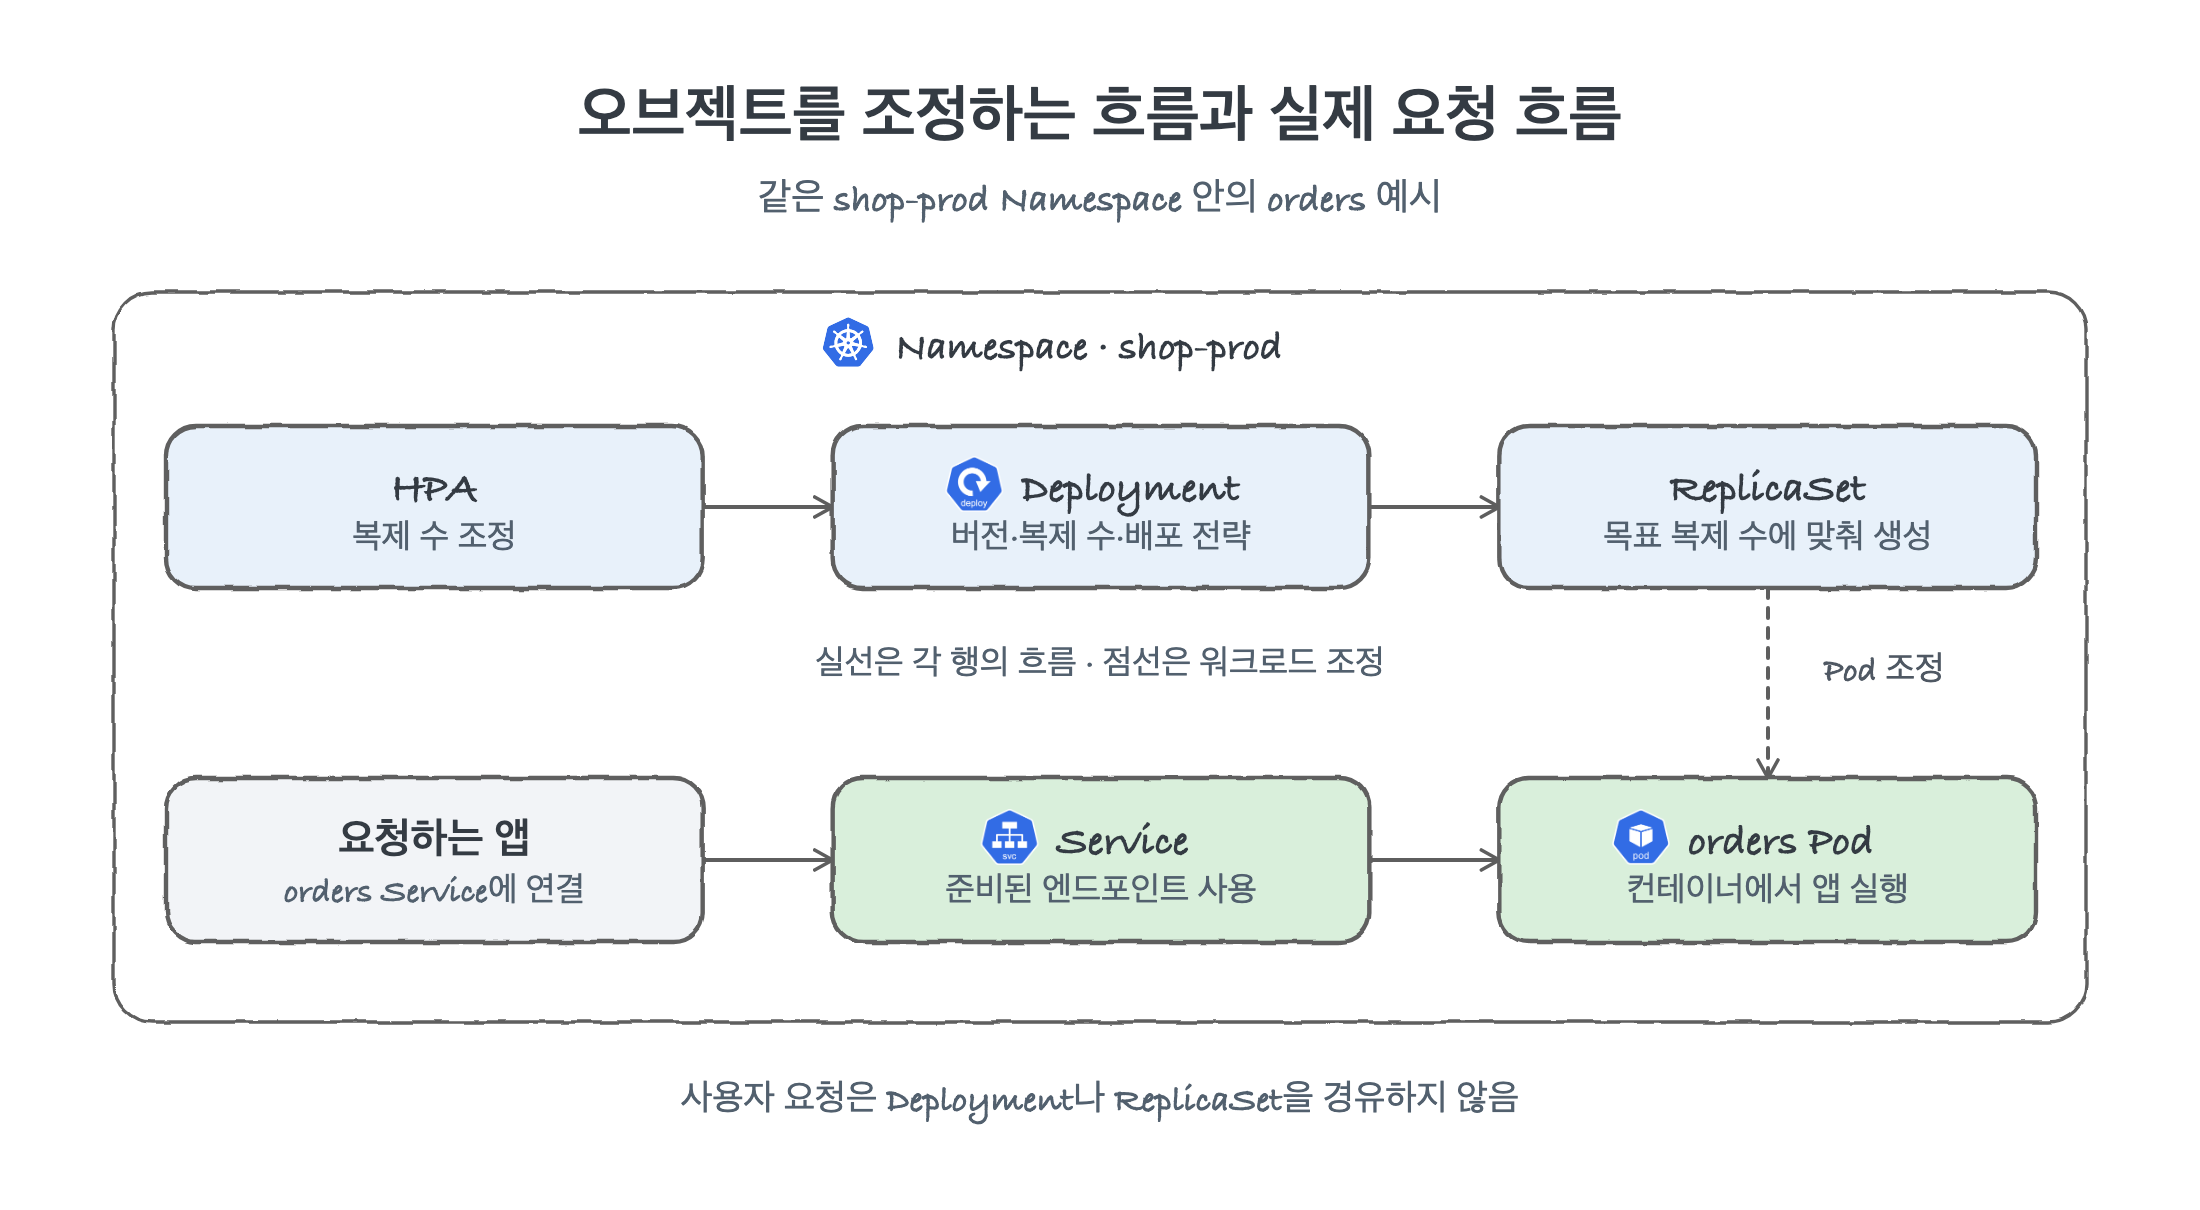 오브젝트를 조정하는 흐름과 실제 요청 흐름
같은 shop-prod Namespace 안의 orders 예시
Namespace · shop-prod
HPA
복제 수 조정
deploy
Deployment
버전·복제 수·배포 전략
ReplicaSet
목표 복제 수에 맞춰 생성
실선은 각 행의 흐름 · 점선은 워크로드 조정
Pod 조정
요청하는 앱
orders Service에 연결
svc
Service
준비된 엔드포인트 사용
pod
orders Pod
컨테이너에서 앱 실행
사용자 요청은 Deployment나 ReplicaSet을 경유하지 않음